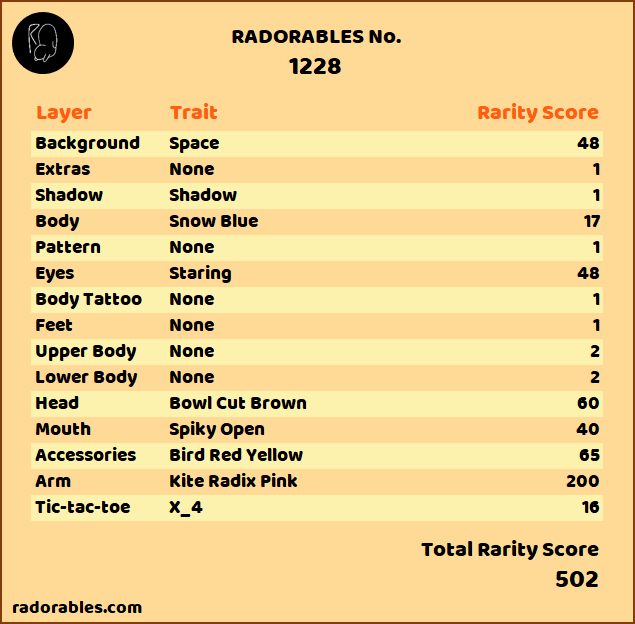 RADORABLES No.
1228
Layer Trait Rarity Score
Background Space 48
Extras None 1
Shadow Shadow 1
Body Snow Blue 17
Pattern None 1
Eyes Staring 48
Body Tattoo None 1
Feet None 1
Upper Body None 2
Lower Body None 2
Head Bowl Cut Brown 60
Mouth Spiky Open 40
Accessories Bird Red Yellow 65
Arm Kite Radix Pink 200
Tic-tac-toe X_4 16
Total Rarity Score
502
radorables.com